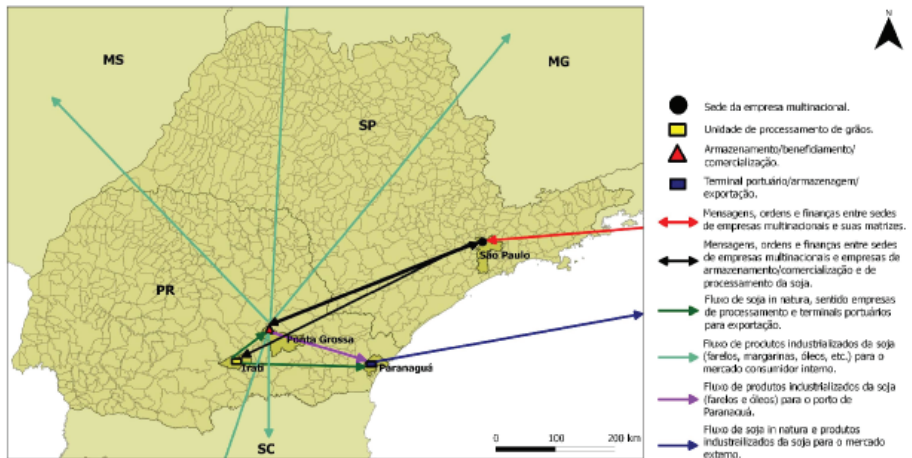 N
MS
MG
SP
PR
São Paulo
Ponta Grossa
Irati
Paranaguá
SC
0 100 200 km
Sede da empresa multinacional.
Unidade de processamento de grãos.
Armazenamento/beneficiamento/
comercialização.
Terminal portuário/armazenagem/
exportação.
Mensagens, ordens e finanças entre sedes
de empresas multinacionais e suas matrizes.
Mensagens, ordens e finanças entre sedes
de empresas multinacionais e empresas de
armazenamento/comercialização e de
processamento da soja.
Fluxo de soja in natura, sentido empresas
de processamento e terminais portuários
para exportação.
Fluxo de produtos industrializados da soja
(farelos, margarinas, óleos, etc.) para o
mercado consumidor interno.
Fluxo de produtos industrializados da soja
(farelos e óleos) para o porto de
Paranaguá.
Fluxo de soja in natura e produtos
industrailizados da soja para o mercado
externo.